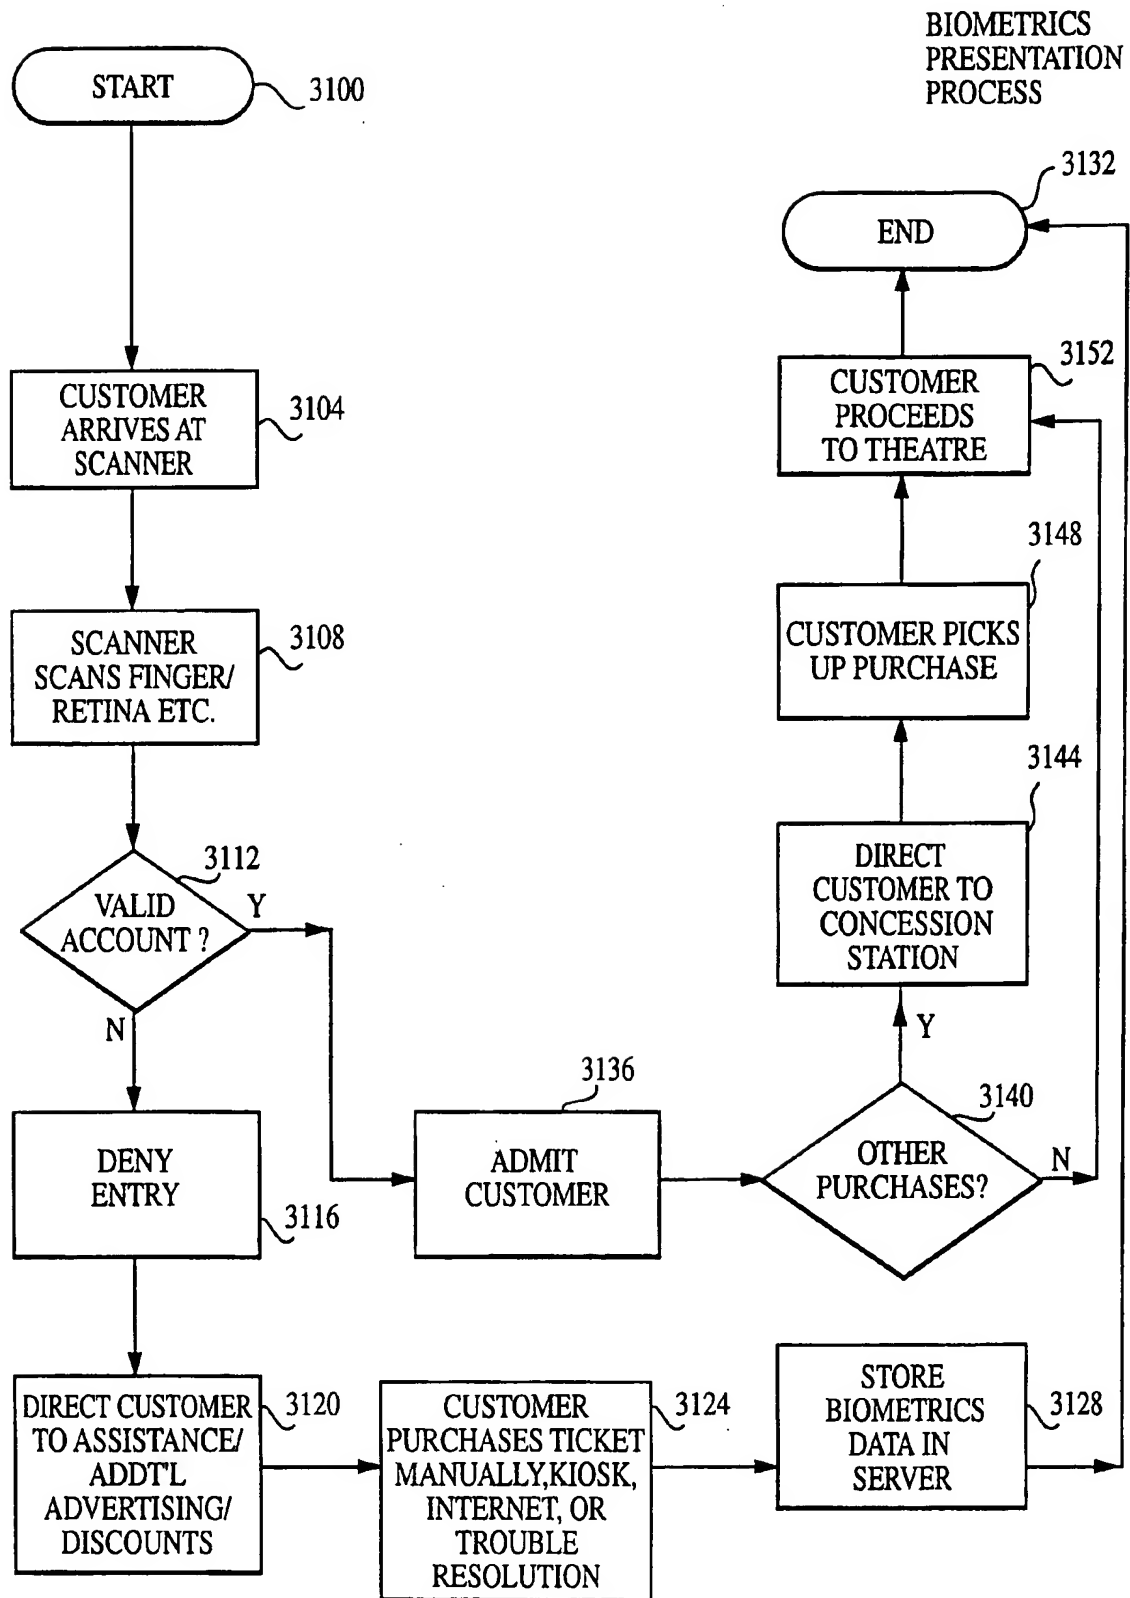 BIOMETRICS
PRESENTATION
PROCESS
START
3100
CUSTOMER
ARRIVES AT
SCANNER
3104
SCANNER
SCANS FINGER/
RETINA ETC.
3108
VALID
ACCOUNT ?
3112
Y
N
DENY
ENTRY
3116
DIRECT CUSTOMER
TO ASSISTANCE/
ADDT'L
ADVERTISING/
DISCOUNTS
3120
CUSTOMER
PURCHASES TICKET
MANUALLY,KIOSK,
INTERNET, OR
TROUBLE
RESOLUTION
3124
STORE
BIOMETRICS
DATA IN
SERVER
3128
ADMIT
CUSTOMER
3136
OTHER
PURCHASES?
3140
Y
N
DIRECT
CUSTOMER TO
CONCESSION
STATION
3144
CUSTOMER PICKS
UP PURCHASE
3148
CUSTOMER
PROCEEDS
TO THEATRE
3152
END
3132